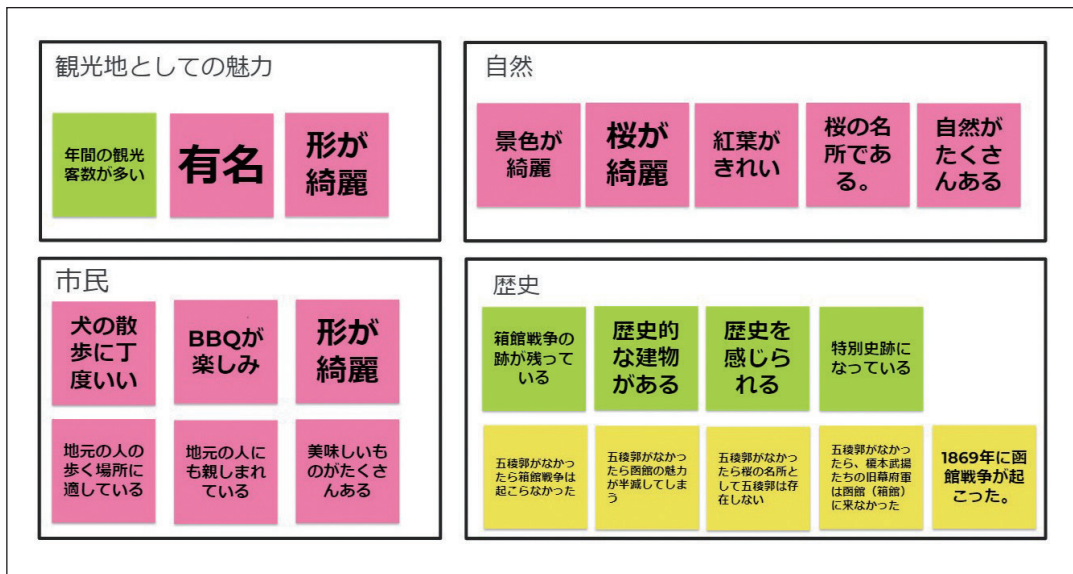 観光地としての魅力
年間の観光
客数が多い
有名
形が
綺麗
自然
景色が
綺麗
桜が
綺麗
紅葉が
きれい
桜の名
所であ
る。
自然が
たくさ
んある
市民
犬の散
歩に丁
度いい
BBQが
楽しみ
形が
綺麗
地元の人の
歩く場所に
適している
地元の人に
も親しまれ
ている
美味しいも
のがたくさ
んある
歴史
箱館戦争の
跡が残って
いる
歴史的
な建物
がある
歴史を
感じら
れる
特別史跡に
なっている
五稜郭がなかっ
たら箱館戦争は
起こらなかった
五稜郭がなかっ
たら函館の魅力
が半減してしま
う
五稜郭がなかっ
たら桜の名所と
して五稜郭は存
在しない
五稜郭がなかっ
たら、榎本武揚
たちの旧幕府軍
は函館（箱館）
に来なかった
1869年に函
館戦争が起
こった。